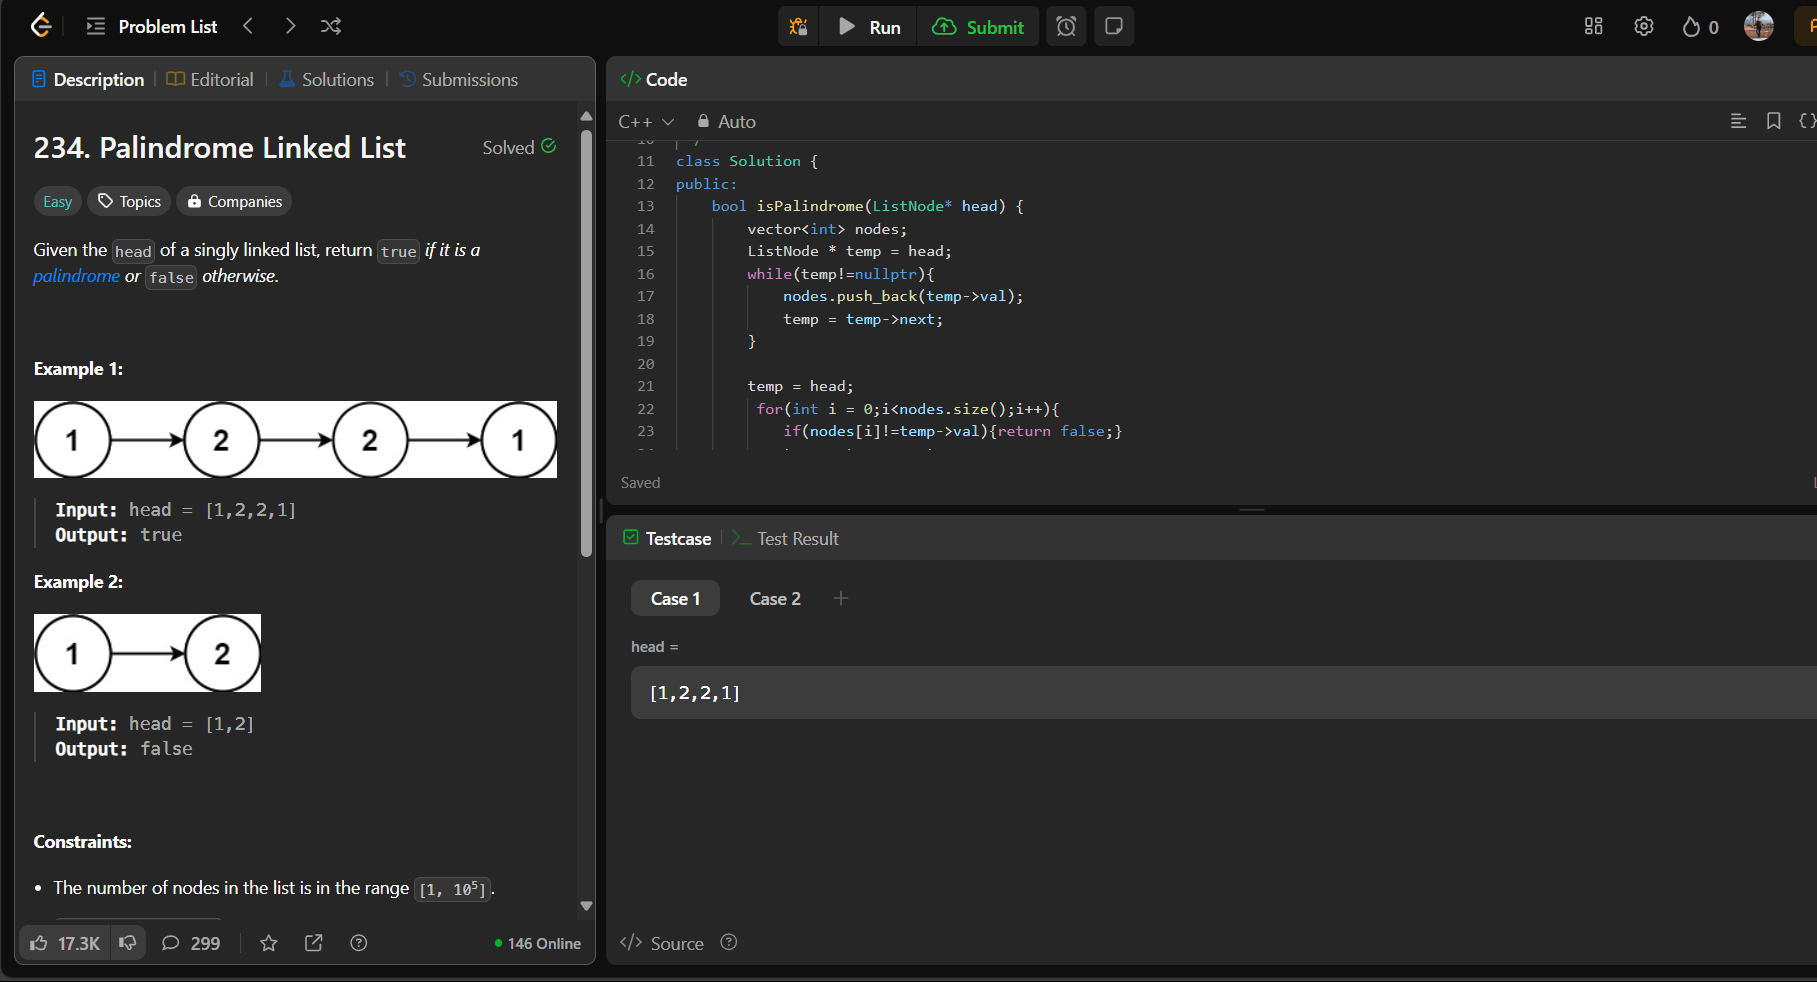 Problem List
Run
Submit
0
Description
Editorial
Solutions
Submissions
234. Palindrome Linked List
Solved
Easy
Topics
Companies
Given the head of a singly linked list, return true if it is a
palindrome or false otherwise.
Example 1:
1 2 2 1
Input: head = [1,2,2,1]
Output: true
Example 2:
1 2
Input: head = [1,2]
Output: false
Constraints:
• The number of nodes in the list is in the range [1, 10⁵].
17.3K
299
146 Online
</> Code
C++
Auto
11 class Solution {
12 public:
13 bool isPalindrome(ListNode* head) {
14 vector<int> nodes;
15 ListNode * temp = head;
16 while(temp!=nullptr){
17 nodes.push_back(temp->val);
18 temp = temp->next;
19 }
20
21 temp = head;
22 for(int i = 0;i<nodes.size();i++){
23 if(nodes[i]!=temp->val){return false;}
Saved
Testcase
Test Result
Case 1
Case 2
head =
[1,2,2,1]
</> Source